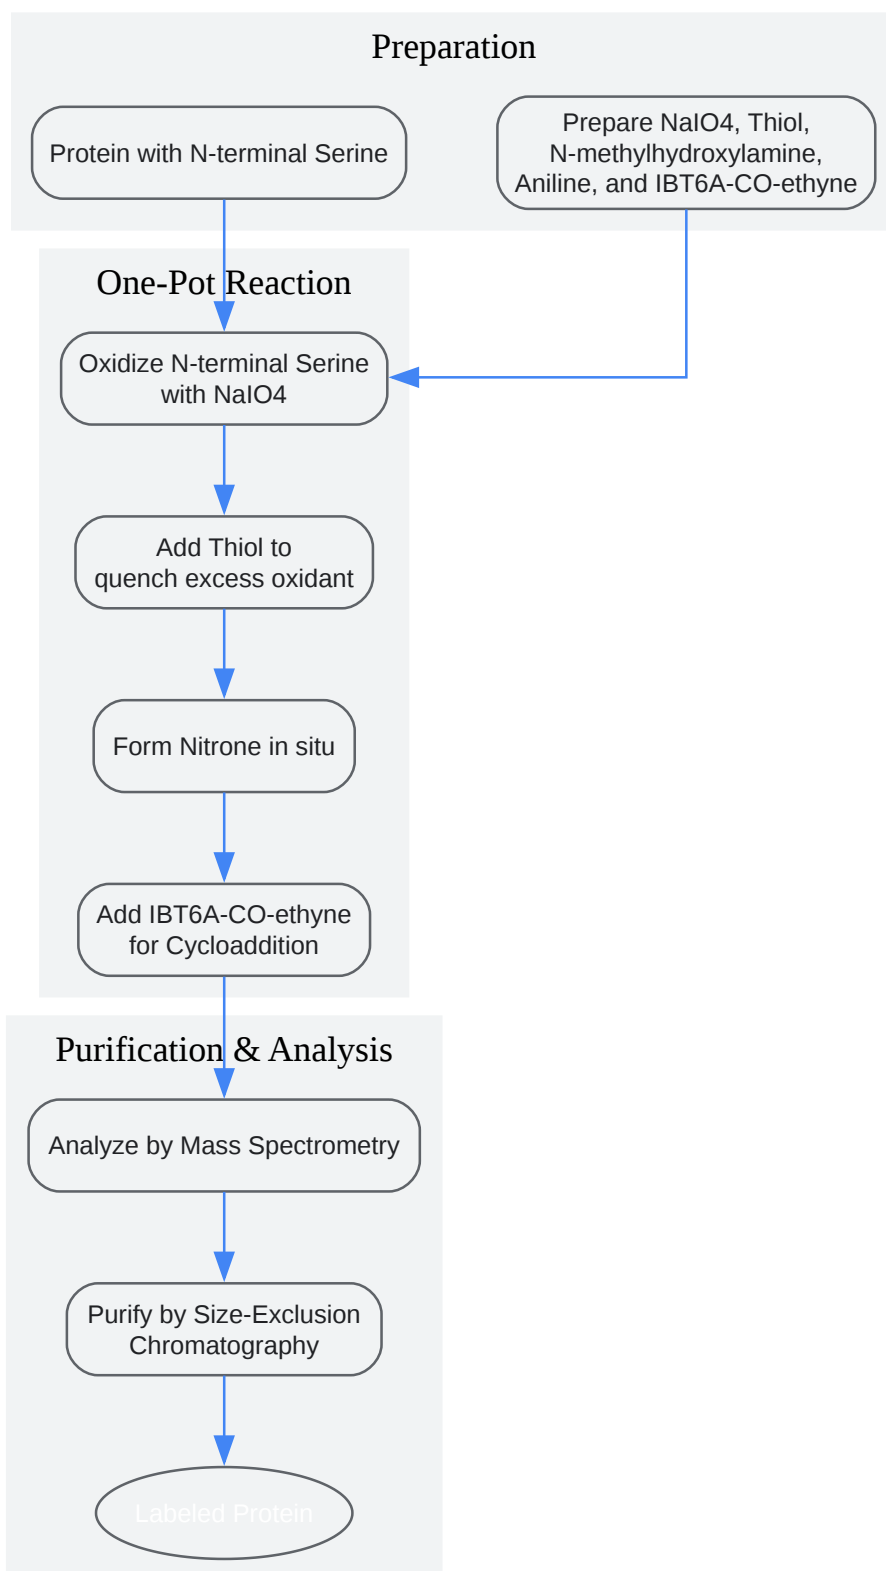 Preparation
Protein with N-terminal Serine
Prepare NaIO4, Thiol,
N-methylhydroxylamine,
Aniline, and IBT6A-CO-ethyne
One-Pot Reaction
Oxidize N-terminal Serine
with NaIO4
Add Thiol to
quench excess oxidant
Form Nitrone in situ
Add IBT6A-CO-ethyne
for Cycloaddition
Purification & Analysis
Analyze by Mass Spectrometry
Purify by Size-Exclusion
Chromatography
Labeled Protein